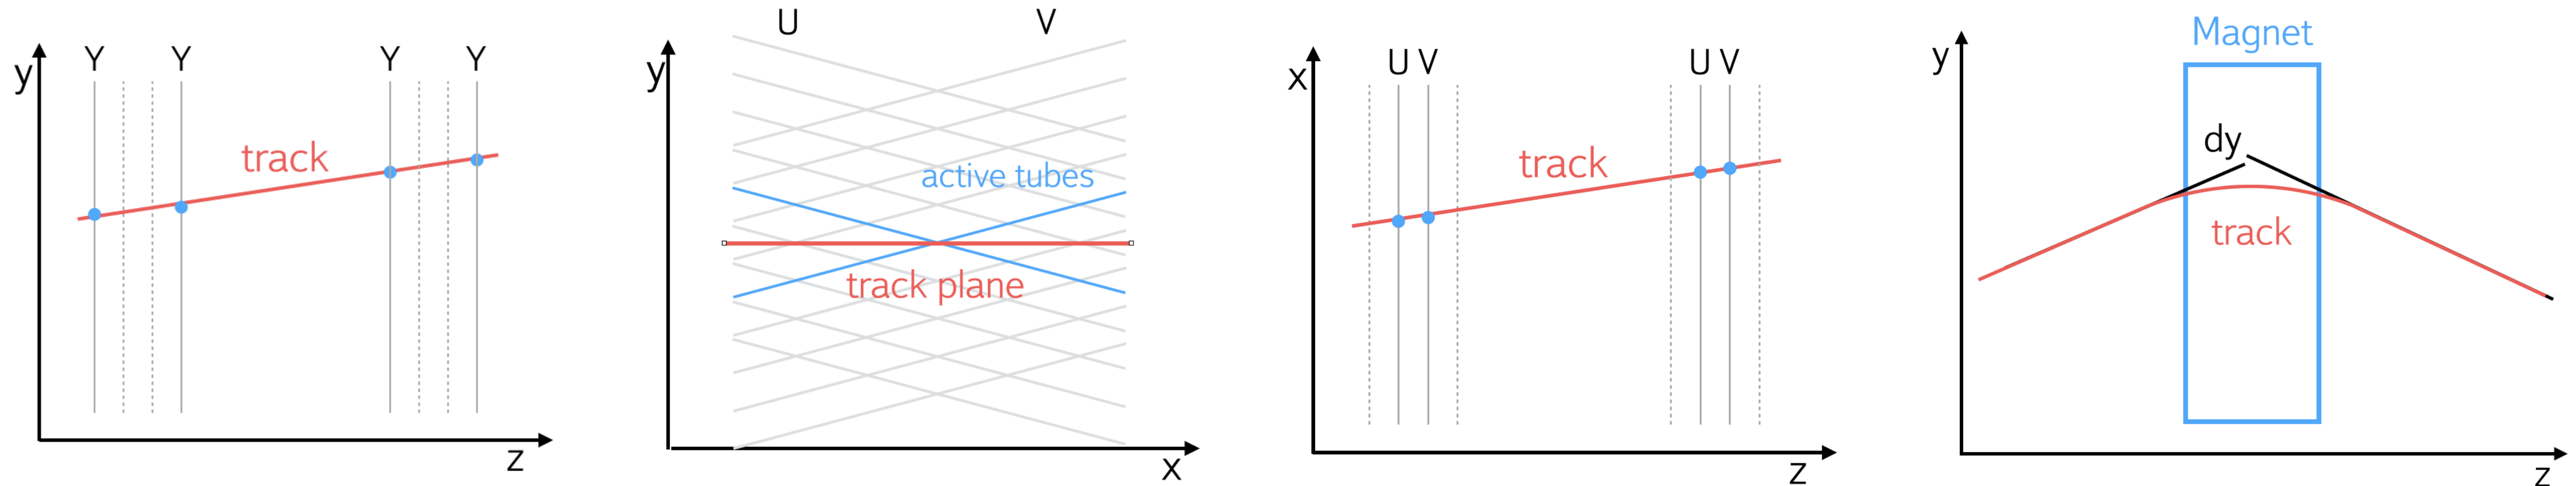 Y Y Y Y
y
track
z
U V
y
active tubes
track plane
x
U V U V
x
track
z
Magnet
y
dy
track
z